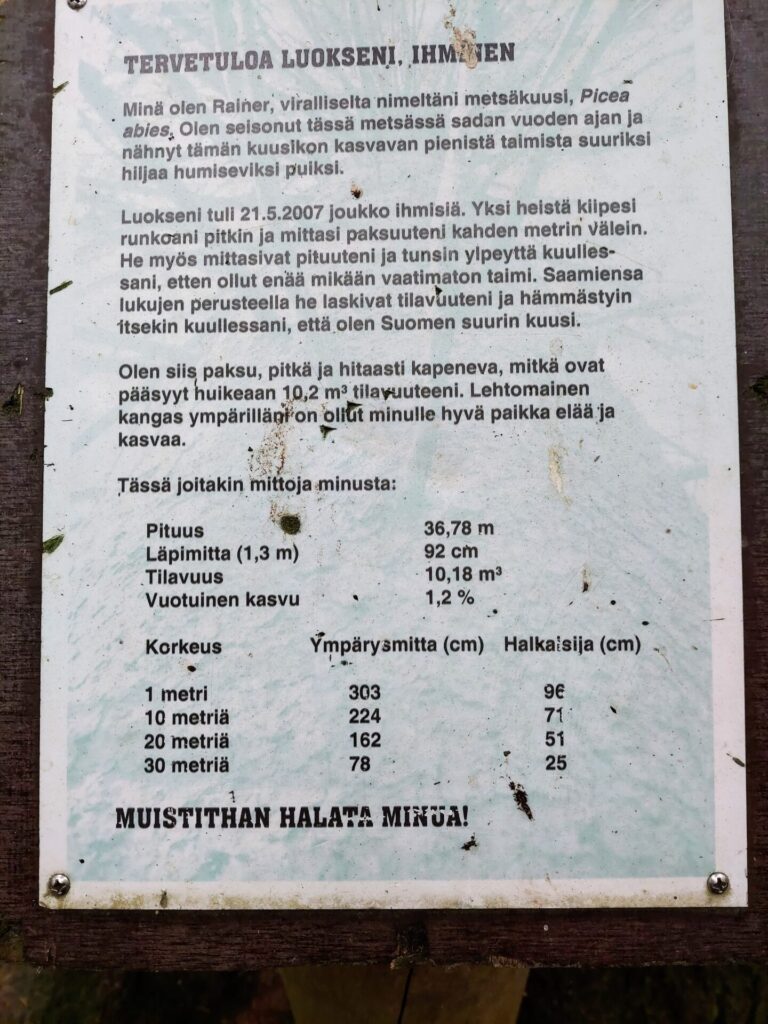 TERVETULOA LUOKSENI, IHMINEN
Minä olen Rainer, viralliselta nimeltäni metsäkuusi, Picea
abies. Olen seisonut tässä metsässä sadan vuoden ajan ja
nähnyt tämän kuusikon kasvavan pienistä taimista suuriksi
hiljaa humiseviksi puiksi.
Luokseni tuli 21.5.2007 joukko ihmisiä. Yksi heistä kiipesi
runkoani pitkin ja mittasi paksuuteni kahden metrin välein.
He myös mittasivat pituuteni ja tunsin ylpeyttä kuulles-
sani, etten ollut enää mikään vaatimaton taimi. Saamiensa
lukujen perusteella he laskivat tilavuuteni ja hämmästyin
itsekin kuullessani, että olen Suomen suurin kuusi.
Olen siis paksu, pitkä ja hitaasti kapeneva, mitkä ovat
pääsyyt huikeaan 10,2 m³ tilavuuteeni. Lehtomainen
kangas ympärilläni on ollut minulle hyvä paikka elää ja
kasvaa.
Tässä joitakin mittoja minusta:
Pituus 36,78 m
Läpimitta (1,3 m) 92 cm
Tilavuus 10,18 m³
Vuotuinen kasvu 1,2 %
Korkeus Ympärysmitta (cm) Halkaisija (cm)
1 metri 303 96
10 metriä 224 71
20 metriä 162 51
30 metriä 78 25
MUISTITHAN HALATA MINUA!